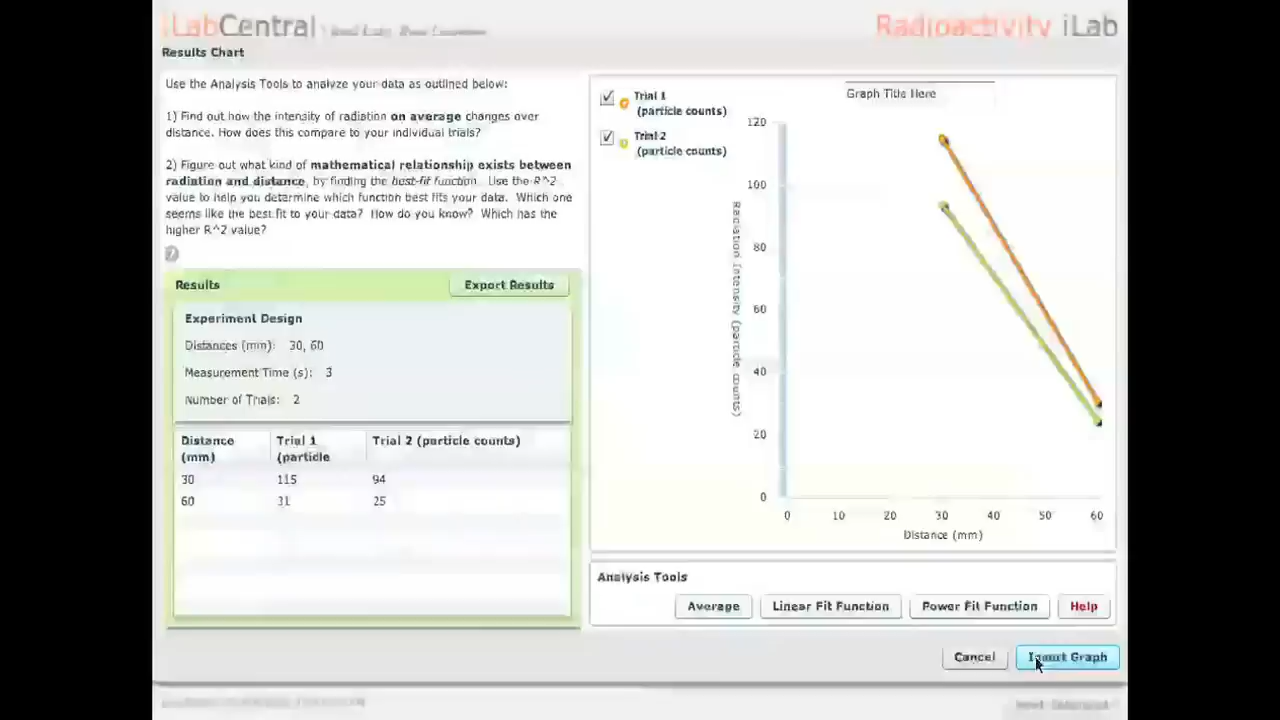 iLabCentral
Radioactivity iLab
Results Chart
Use the Analysis Tools to analyze your data as outlined below:
1) Find out how the intensity of radiation on average changes over
distance. How does this compare to your individual trials?
2) Figure out what kind of mathematical relationship exists between
radiation and distance, by finding the best-fit function. Use the R^2
value to help you determine which function best fits your data. Which one
seems like the best fit to your data? How do you know? Which has the
higher R^2 value?
?
Results
Export Results
Experiment Design
Distances (mm): 30, 60
Measurement Time (s): 3
Number of Trials: 2
Distance (mm)
Trial 1 (particle
Trial 2 (particle counts)
30 115 94
60 31 25
Trial 1
(particle counts)
Trial 2
(particle counts)
Graph Title Here
120
100
80
60
40
20
0
Radiation Intensity (particle counts)
0 10 20 30 40 50 60
Distance (mm)
Analysis Tools
Average
Linear Fit Function
Power Fit Function
Help
Cancel
Insert Graph